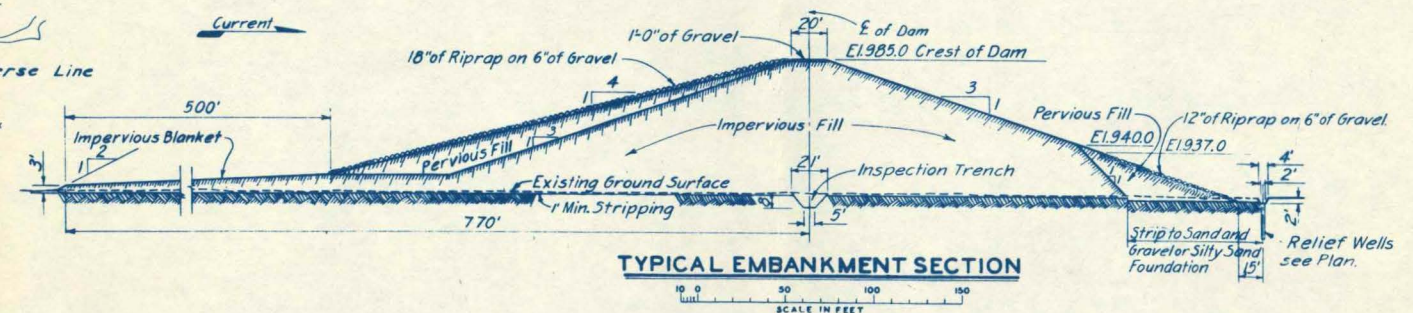 Current
erse Line
20'
₤ of Dam
1'-0" of Gravel
El.985.0 Crest of Dam
18" of Riprap on 6" of Gravel
4
1
3
1
500'
Impervious Blanket
2
1
3'
Pervious Fill
3
1
Impervious Fill
Pervious Fill
12" of Riprap on 6" of Gravel.
El.940.0
El.937.0
4'
2'
21'
Inspection Trench
Existing Ground Surface
1' Min. Stripping
5'
1
2'
770'
Strip to Sand and
Gravel or Silty Sand
Foundation
15'
Relief Wells
see Plan.
TYPICAL EMBANKMENT SECTION
10 0 50 100 150
SCALE IN FEET